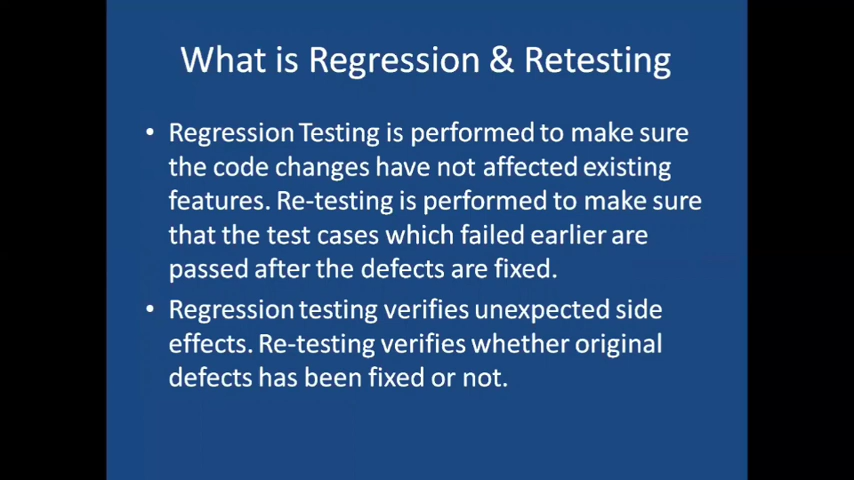 What is Regression & Retesting
• Regression Testing is performed to make sure
the code changes have not affected existing
features. Re-testing is performed to make sure
that the test cases which failed earlier are
passed after the defects are fixed.
• Regression testing verifies unexpected side
effects. Re-testing verifies whether original
defects has been fixed or not.